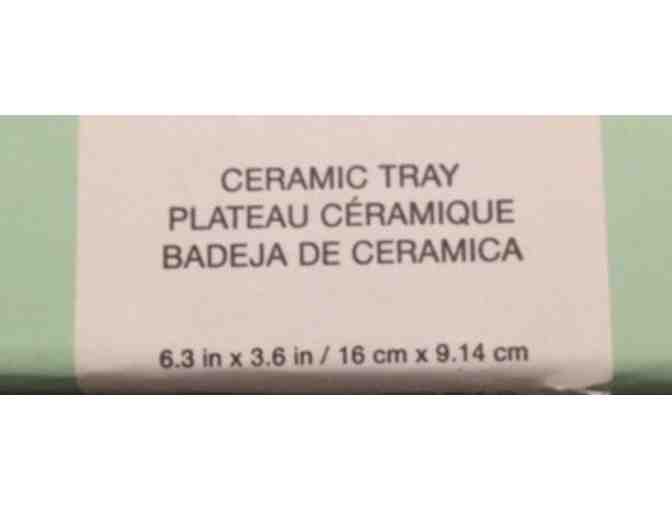 CERAMIC TRAY
PLATEAU CÉRAMIQUE
BADEJA DE CERAMICA
6.3 in x 3.6 in / 16 cm x 9.14 cm